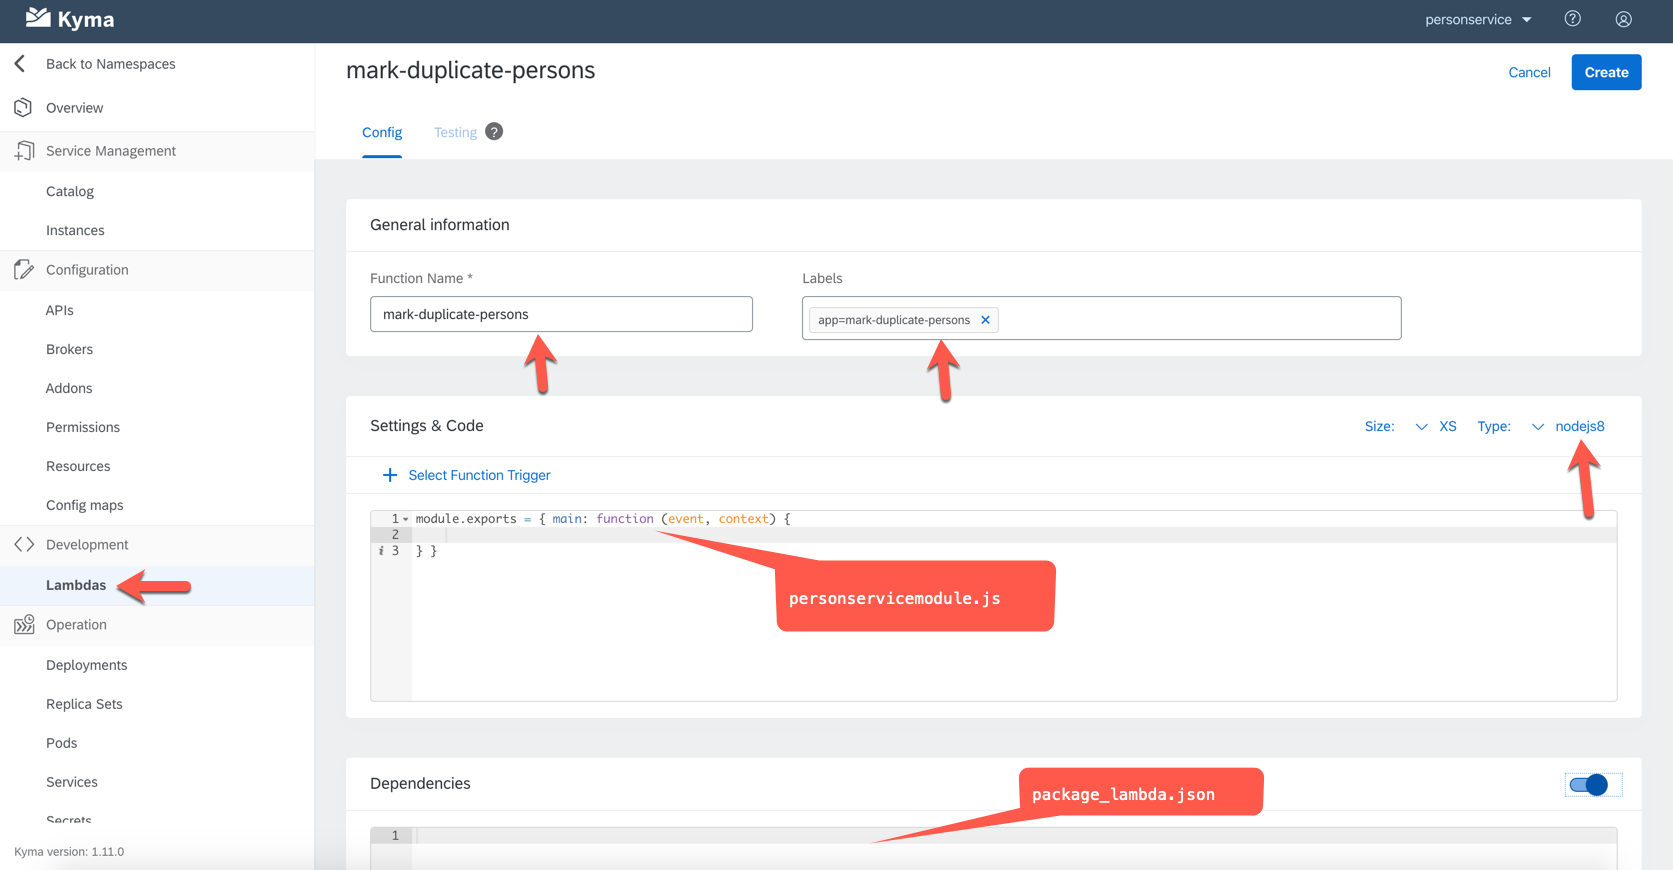 Kyma
personservice
Back to Namespaces
Overview
Service Management
Catalog
Instances
Configuration
APIs
Brokers
Addons
Permissions
Resources
Config maps
Development
Lambdas
Operation
Deployments
Replica Sets
Pods
Services
Secrets
Kyma version: 1.11.0
mark-duplicate-persons
Cancel
Create
Config
Testing ?
General information
Function Name *
mark-duplicate-persons
Labels
app=mark-duplicate-persons ✕
Settings & Code
Size: XS Type: nodejs8
+ Select Function Trigger
1 module.exports = { main: function (event, context) {
2
i 3 } }
personservicemodule.js
Dependencies
package_lambda.json
1